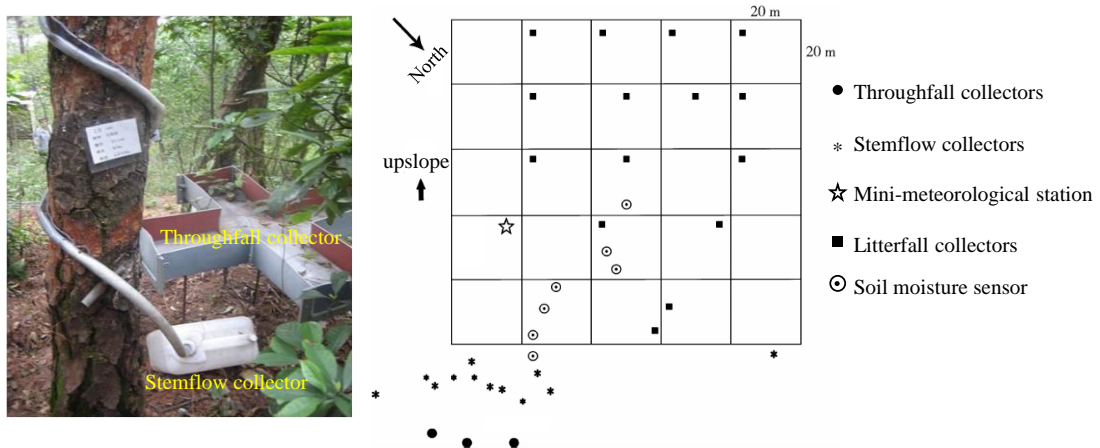 Throughfall collector
Stemflow collector
20 m
20 m
North
upslope
Throughfall collectors
Stemflow collectors
Mini-meteorological station
Litterfall collectors
Soil moisture sensor